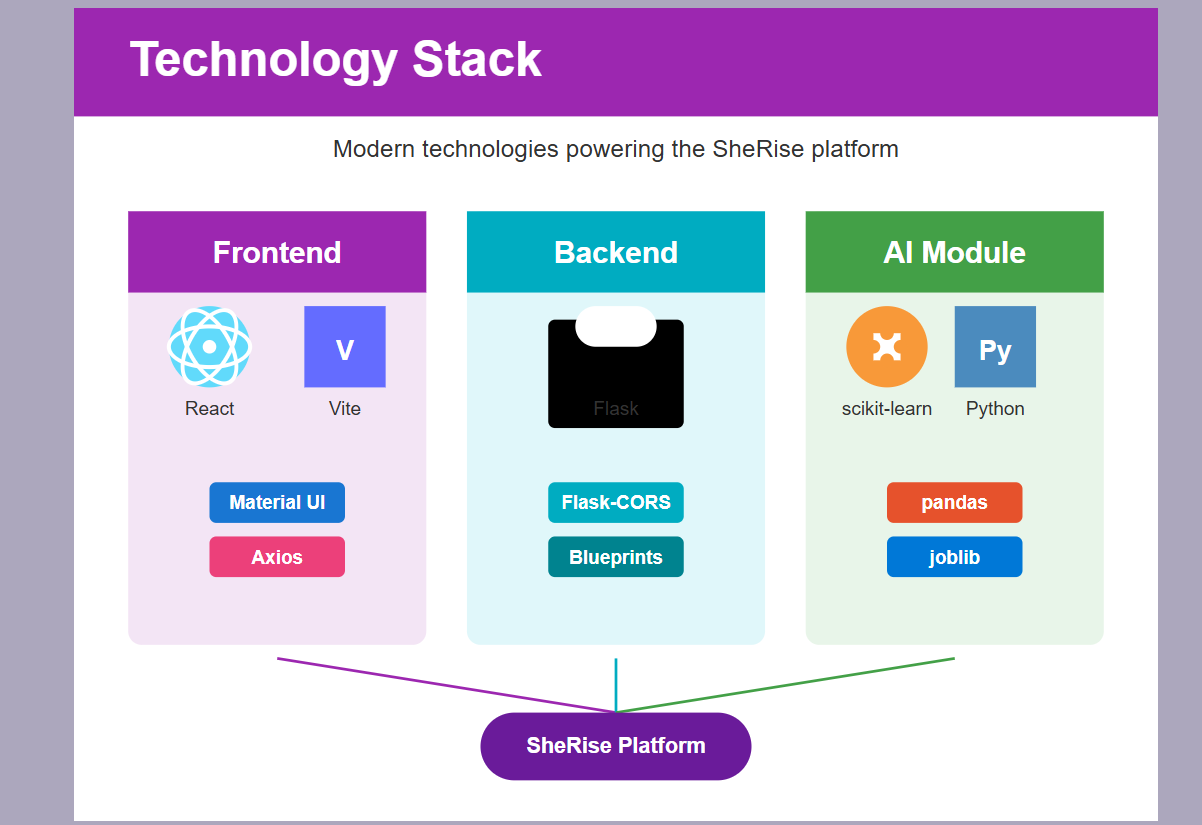 Technology Stack
Modern technologies powering the SheRise platform
Frontend
V
React
Vite
Material UI
Axios
Backend
Flask
Flask-CORS
Blueprints
AI Module
Py
scikit-learn
Python
pandas
joblib
SheRise Platform